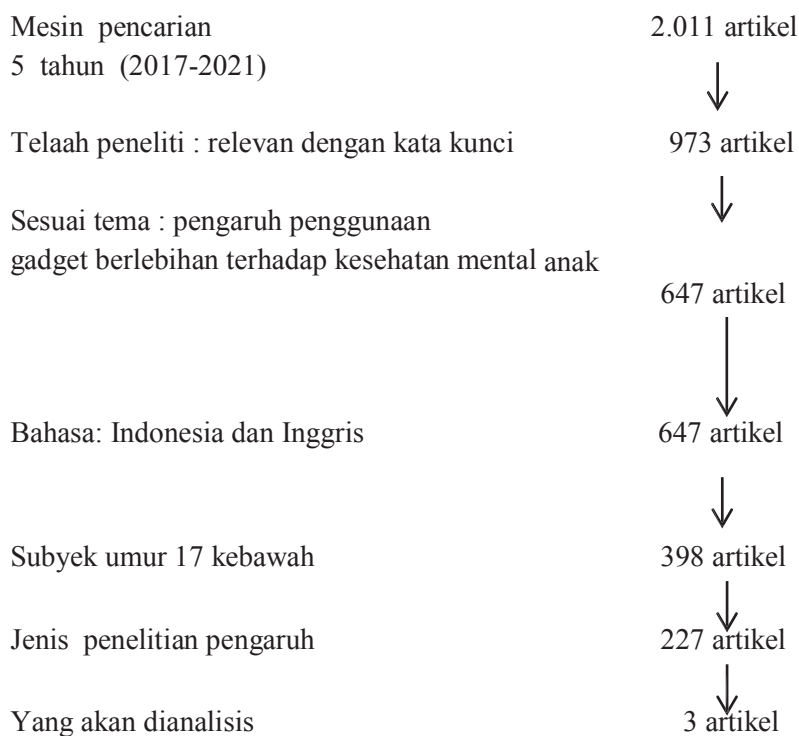 Mesin pencarian 2.011 artikel
5 tahun (2017-2021)
Telaah peneliti : relevan dengan kata kunci 973 artikel
Sesuai tema : pengaruh penggunaan
gadget berlebihan terhadap kesehatan mental anak
647 artikel
Bahasa: Indonesia dan Inggris 647 artikel
Subyek umur 17 kebawah 398 artikel
Jenis penelitian pengaruh 227 artikel
Yang akan dianalisis 3 artikel